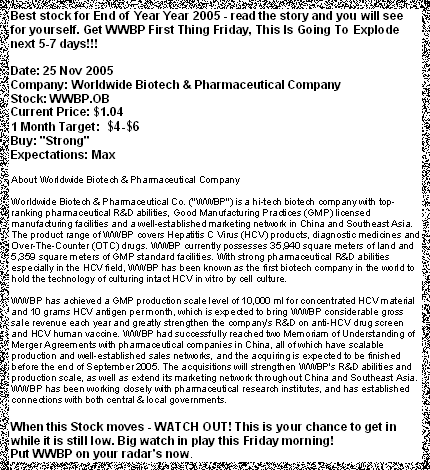 Best stock for End of Year Year 2005 - read the story and you will see
for yourself. Get WWBP First Thing Friday, This Is Going To Explode
next 5-7 days!!!
Date: 25 Nov 2005
Company: Worldwide Biotech & Pharmaceutical Company
Stock: WWBP.OB
Current Price: $1.04
1 Month Target:  $4-$6
Buy: "Strong"
Expectations: Max
About Worldwide Biotech & Pharmaceutical Company
Worldwide Biotech & Pharmaceutical Co. ("WWBP") is a hi-tech biotech company with top-
ranking pharmaceutical R&D abilities, Good Manufacturing Practices (GMP) licensed
manufacturing facilities and a well-established marketing network in China and Southeast Asia.
The product range of WWBP covers Hepatitis C Virus (HCV) products, diagnostic medicines and
Over-The-Counter (OTC) drugs. WWBP currently possesses 35,940 square meters of land and
5,359 square meters of GMP standard facilities. With strong pharmaceutical R&D abilities
especially in the HCV field, WWBP has been known as the first biotech company in the world to
hold the technology of culturing intact HCV in vitro by cell culture.
WWBP has achieved a GMP production scale level of 10,000 ml for concentrated HCV material
and 10 grams HCV antigen per month, which is expected to bring WWBP considerable gross
sale revenue each year and greatly strengthen the company's R&D on anti-HCV drug screen
and HCV human vaccine. WWBP had successfully reached two Memoriam of Understanding of
Merger Agreements with pharmaceutical companies in China, all of which have scalable
production and well-established sales networks, and the acquiring is expected to be finished
before the end of September 2005. The acquisitions will strengthen WWBP's R&D abilities and
production scale, as well as extend its marketing network throughout China and Southeast Asia.
WWBP has been working closely with pharmaceutical research institutes, and has established
connections with both central & local governments.
When this Stock moves - WATCH OUT! This is your chance to get in
while it is still low. Big watch in play this Friday morning!
Put WWBP on your radar's now.